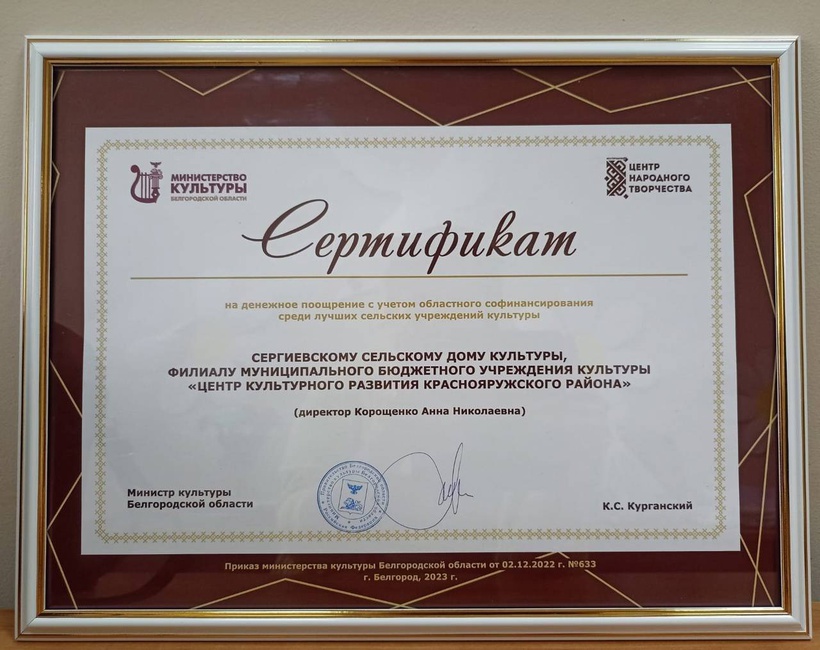 МИНИСТЕРСТВО
КУЛЬТУРЫ
БЕЛГОРОДСКОЙ ОБЛАСТИ
ЦЕНТР
НАРОДНОГО
ТВОРЧЕСТВА
Сертификат
на денежное поощрение с учетом областного софинансирования
среди лучших сельских учреждений культуры
СЕРГИЕВСКОМУ СЕЛЬСКОМУ ДОМУ КУЛЬТУРЫ,
ФИЛИАЛУ МУНИЦИПАЛЬНОГО БЮДЖЕТНОГО УЧРЕЖДЕНИЯ КУЛЬТУРЫ
«ЦЕНТР КУЛЬТУРНОГО РАЗВИТИЯ КРАСНОЯРУЖСКОГО РАЙОНА»
(директор Корощенко Анна Николаевна)
Министр культуры
Белгородской области
К.С. Курганский
Приказ министерства культуры Белгородской области от 02.12.2022 г. №633
г. Белгород, 2023 г.